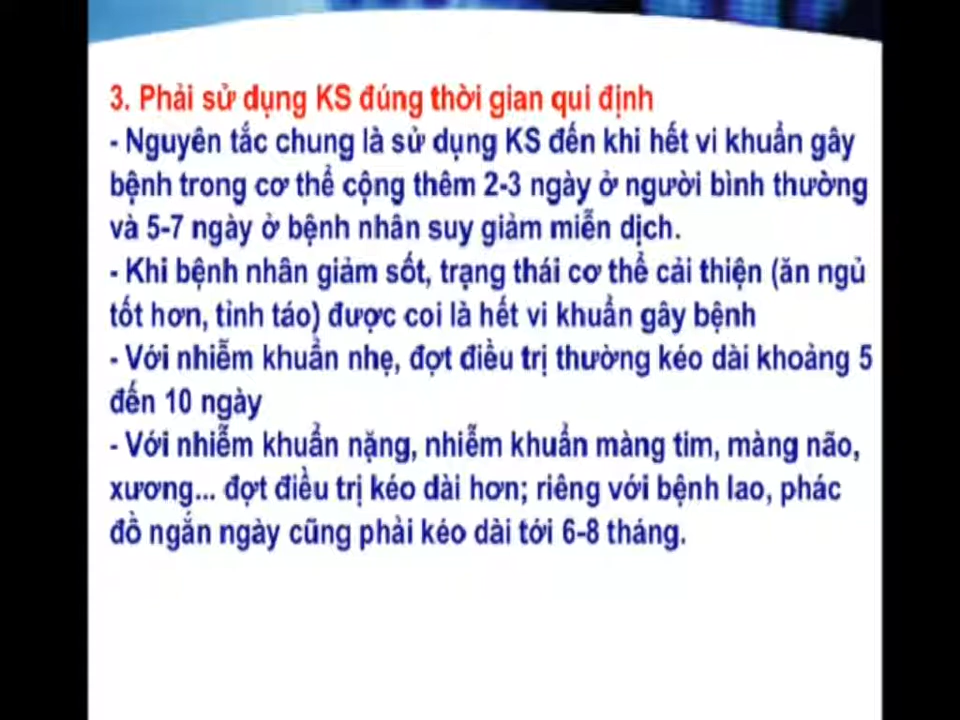 3. Phải sử dụng KS đúng thời gian qui định
- Nguyên tắc chung là sử dụng KS đến khi hết vi khuẩn gây
bệnh trong cơ thể cộng thêm 2-3 ngày ở người bình thường
và 5-7 ngày ở bệnh nhân suy giảm miễn dịch.
- Khi bệnh nhân giảm sốt, trạng thái cơ thể cải thiện (ăn ngủ
tốt hơn, tỉnh táo) được coi là hết vi khuẩn gây bệnh
- Với nhiễm khuẩn nhẹ, đợt điều trị thường kéo dài khoảng 5
đến 10 ngày
- Với nhiễm khuẩn nặng, nhiễm khuẩn màng tim, màng não,
xương... đợt điều trị kéo dài hơn; riêng với bệnh lao, phác
đồ ngắn ngày cũng phải kéo dài tới 6-8 tháng.